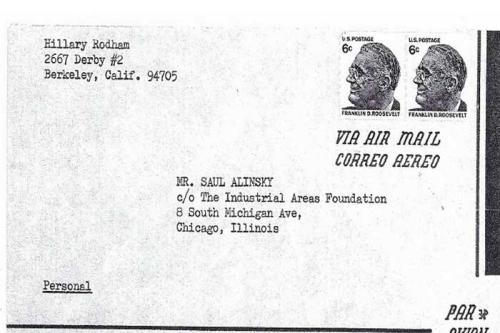 Hillary Rodham
2667 Derby #2
Berkeley, Calif. 94705
U.S. POSTAGE
6c
FRANKLIN D. ROOSEVELT
U.S. POSTAGE
6c
FRANKLIN D. ROOSEVELT
VIA AIR MAIL
CORREO AEREO
MR. SAUL ALINSKY
c/o The Industrial Areas Foundation
8 South Michigan Ave,
Chicago, Illinois
Personal
PAR